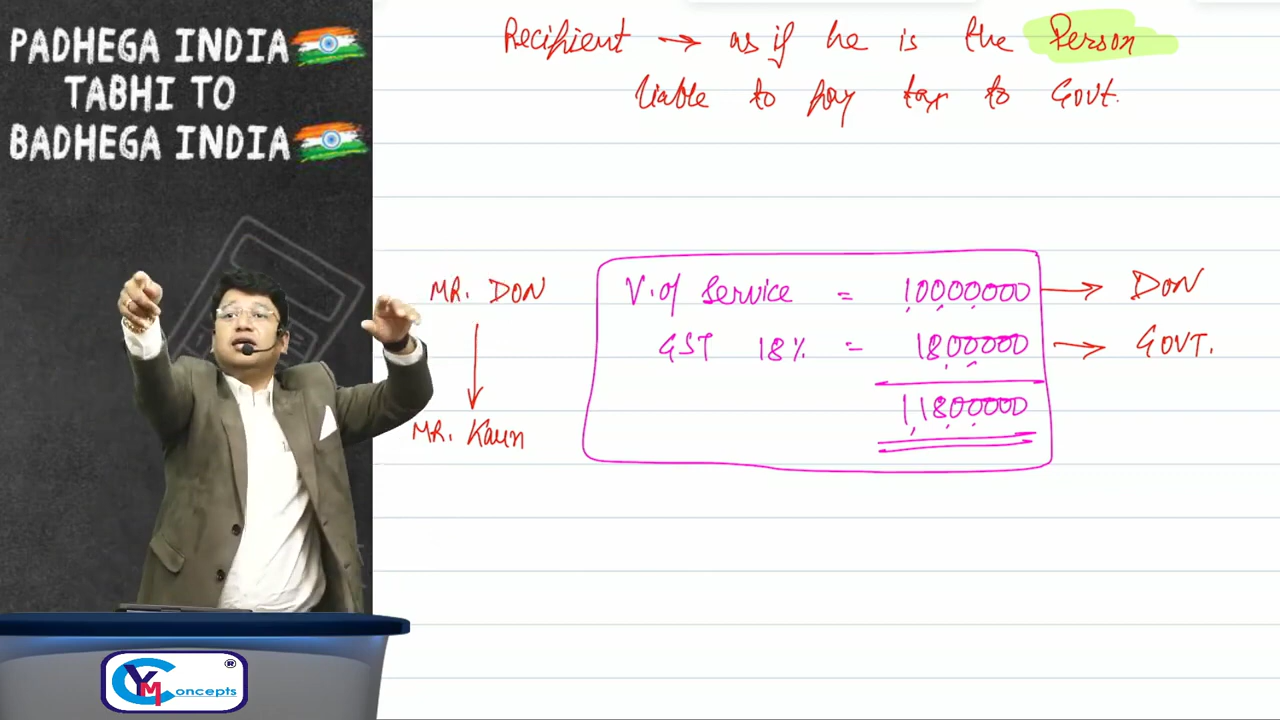 PADHEGA INDIA
TABHI TO
BADHEGA INDIA
Recipient → as if he is the Person
liable to pay tax to Govt.
MR. DON
V. of Service = 10000000 → DON
GST 18% = 1800000 → GOVT.
11800000
MR. Kaun
CYM Concepts ®